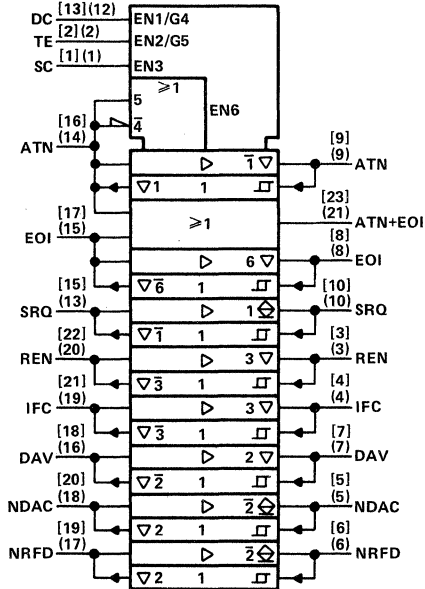 DC [13](12) EN1/G4
TE [2](2) EN2/G5
SC [1](1) EN3
≥1
5 EN6
[16] 4̅
(14)
ATN
[9]
1̅ ▽ (9) ATN
▽1 1
[23]
[17] ≥1 (21) ATN+EOI
EOI (15)
[8]
6 ▽ (8) EOI
[15] ▽6̅ 1 [10]
SRQ (13) 1 (10) SRQ
[22] ▽1̅ 1 [3]
REN (20) 3 ▽ (3) REN
[21] ▽3̅ 1 [4]
IFC (19) 3 ▽ (4) IFC
[18] ▽3̅ 1 [7]
DAV (16) 2 ▽ (7) DAV
[20] ▽2̅ 1 [5]
NDAC (18) 2̅ (5) NDAC
[19] ▽2 1 [6]
NRFD (17) 2̅ (6) NRFD
▽2 1